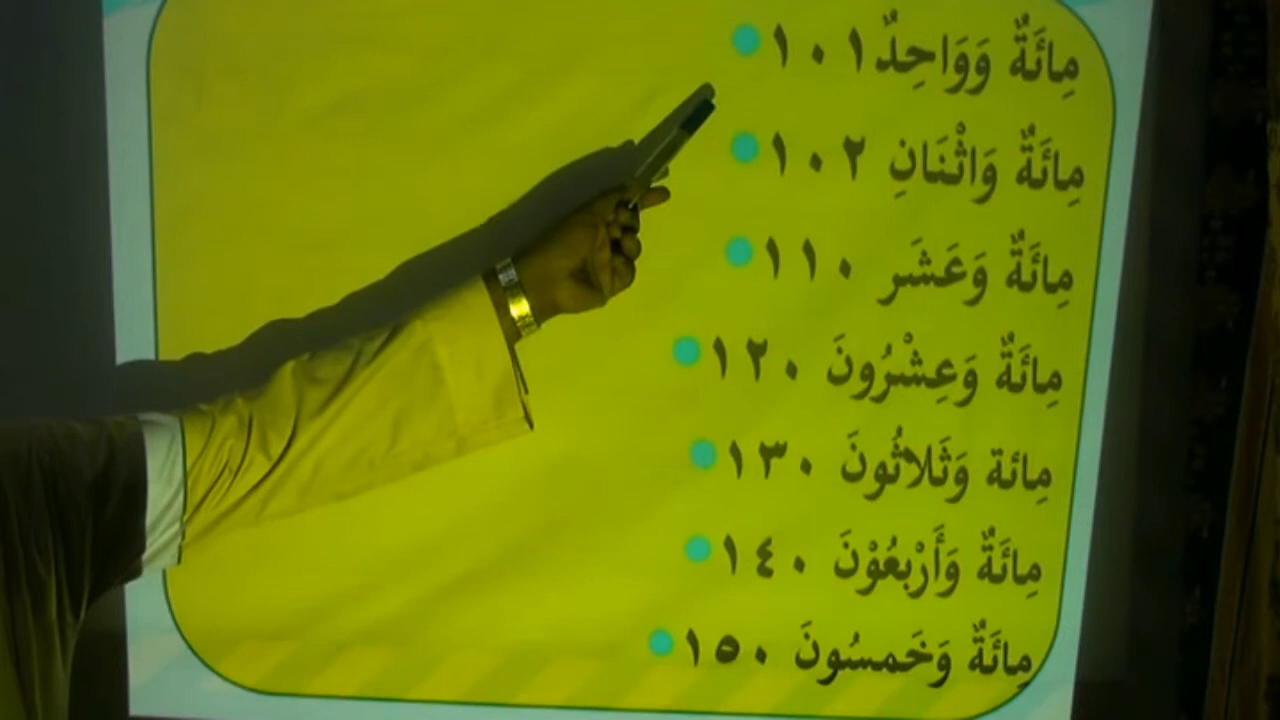 مِائَةٌ وَوَاحِدٌ ١٠١
مِائَةٌ وَاثْنَانِ ١٠٢
مِائَةٌ وَعَشَر ١١٠
مِائَةٌ وَعِشْرُونَ ١٢٠
مِائة وَثَلاثُونَ ١٣٠
مِائَةٌ وَأَرْبعُوْنَ ١٤٠
مِائَةٌ وَخَمسُونَ ١٥٠